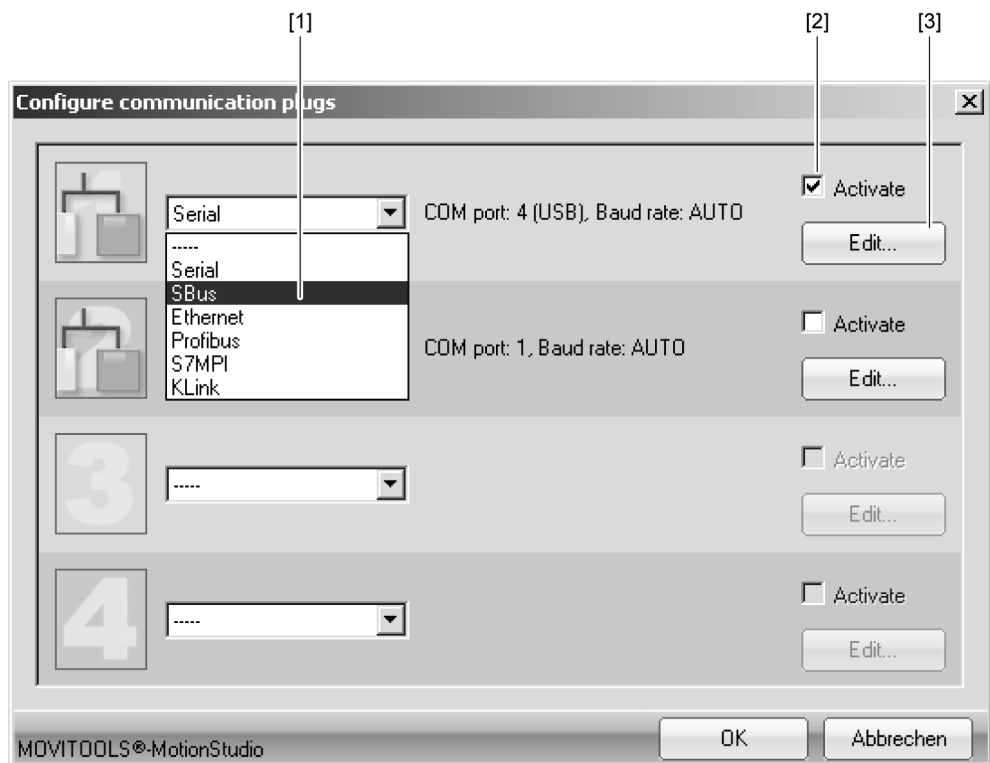 [1] [2] [3]
Configure communication plugs
Activate
Serial COM port: 4 (USB), Baud rate: AUTO
Edit...
-----
Serial
SBus
Ethernet
Profibus
S7MPI
KLink
Activate
COM port: 1, Baud rate: AUTO
Edit...
3
Activate
-----
Edit...
4
Activate
-----
Edit...
MOVITOOLS®-MotionStudio
OK
Abbrechen